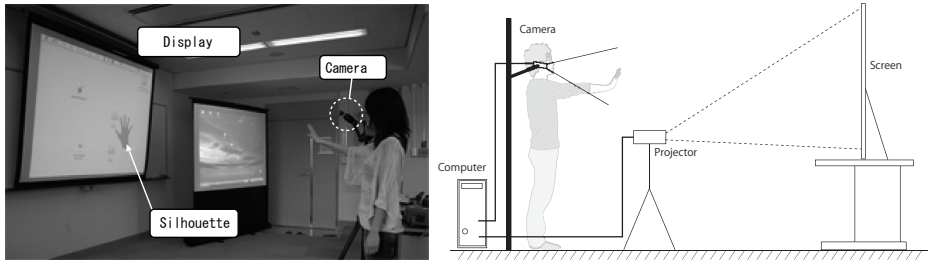 Display
Camera
Silhouette
Camera
Screen
Projector
Computer